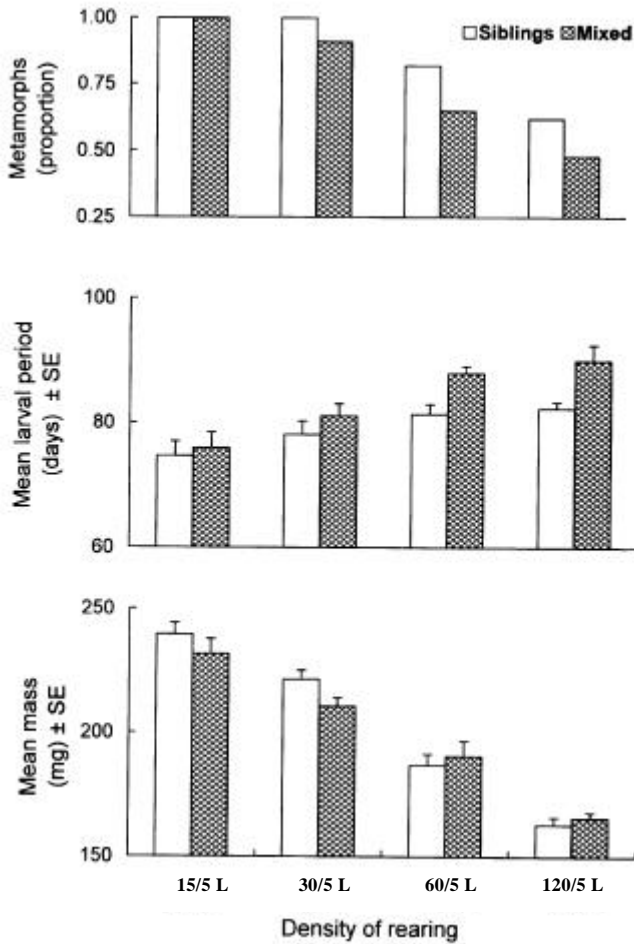 Siblings Mixed
Metamorphs
(proportion)
1.00
0.75
0.50
0.25
Mean larval period
(days) ± SE
100
80
60
Mean mass
(mg) ± SE
250
200
150
15/5 L 30/5 L 60/5 L 120/5 L
Density of rearing